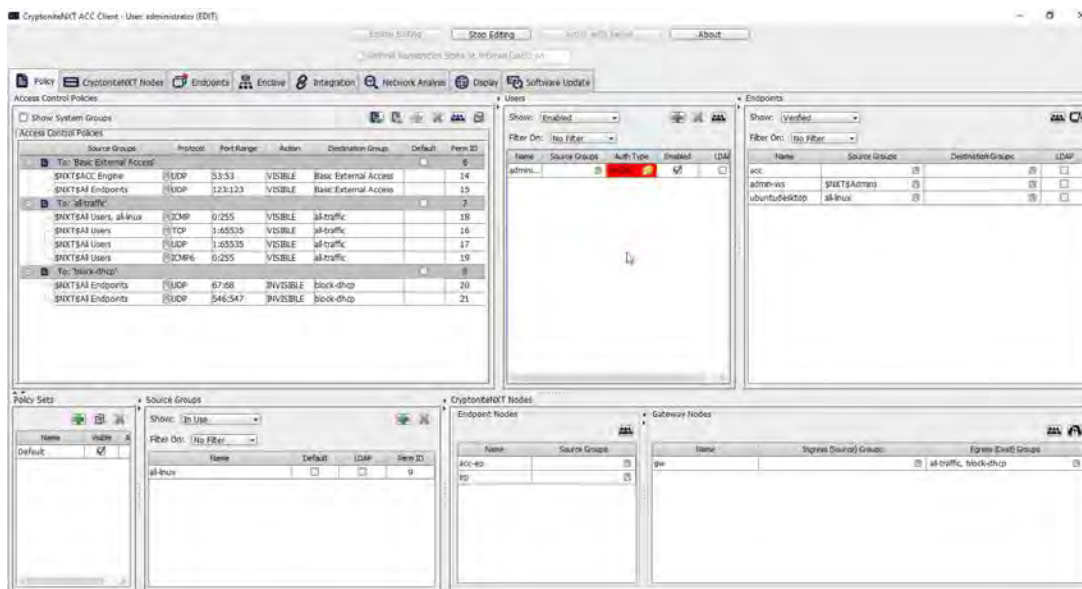 CryptoniteNXT ACC Client - User: administrator (EDIT)
Enable Editing Stop Editing About
Policy CryptoniteNXT Nodes Endpoints Enclave Integration Network Analysis Display Software Update
Access Control Policies
Show System Groups
Access Control Policies
Source Groups Protocol Port Range Action Destination Group Default Perm ID
To: 'Basic External Access' 6
$NXT$ACC Engine UDP 53:53 VISIBLE Basic External Access 14
$NXT$All Endpoints UDP 123:123 VISIBLE Basic External Access 15
To: 'all-traffic' 7
$NXT$All Users, all-linux ICMP 0:255 VISIBLE all-traffic 18
$NXT$All Users TCP 1:65535 VISIBLE all-traffic 16
$NXT$All Users UDP 1:65535 VISIBLE all-traffic 17
$NXT$All Users ICMP6 0:255 VISIBLE all-traffic 19
To: 'block-dhcp' 8
$NXT$All Endpoints UDP 67:68 INVISIBLE block-dhcp 20
$NXT$All Endpoints UDP 546:547 INVISIBLE block-dhcp 21
Users
Show: Enabled
Filter On: No Filter
Name Source Groups Auth Type Enabled LDAP
admins...
Endpoints
Show: Verified
Filter On: No Filter
Name Source Groups Destination Groups LDAP
acc
admin-ws $NXT$Admins
ubuntudesktop all-linux
Policy Sets
Name Visible A
Default
Source Groups
Show: In Use
Filter On: No Filter
Name Default LDAP Perm ID
all-linux 9
CryptoniteNXT Nodes
Endpoint Nodes
Name Source Groups
acc-ep
ep
Gateway Nodes
Name Ingress (Source) Groups Egress (Dest) Groups
gw all-traffic, block-dhcp